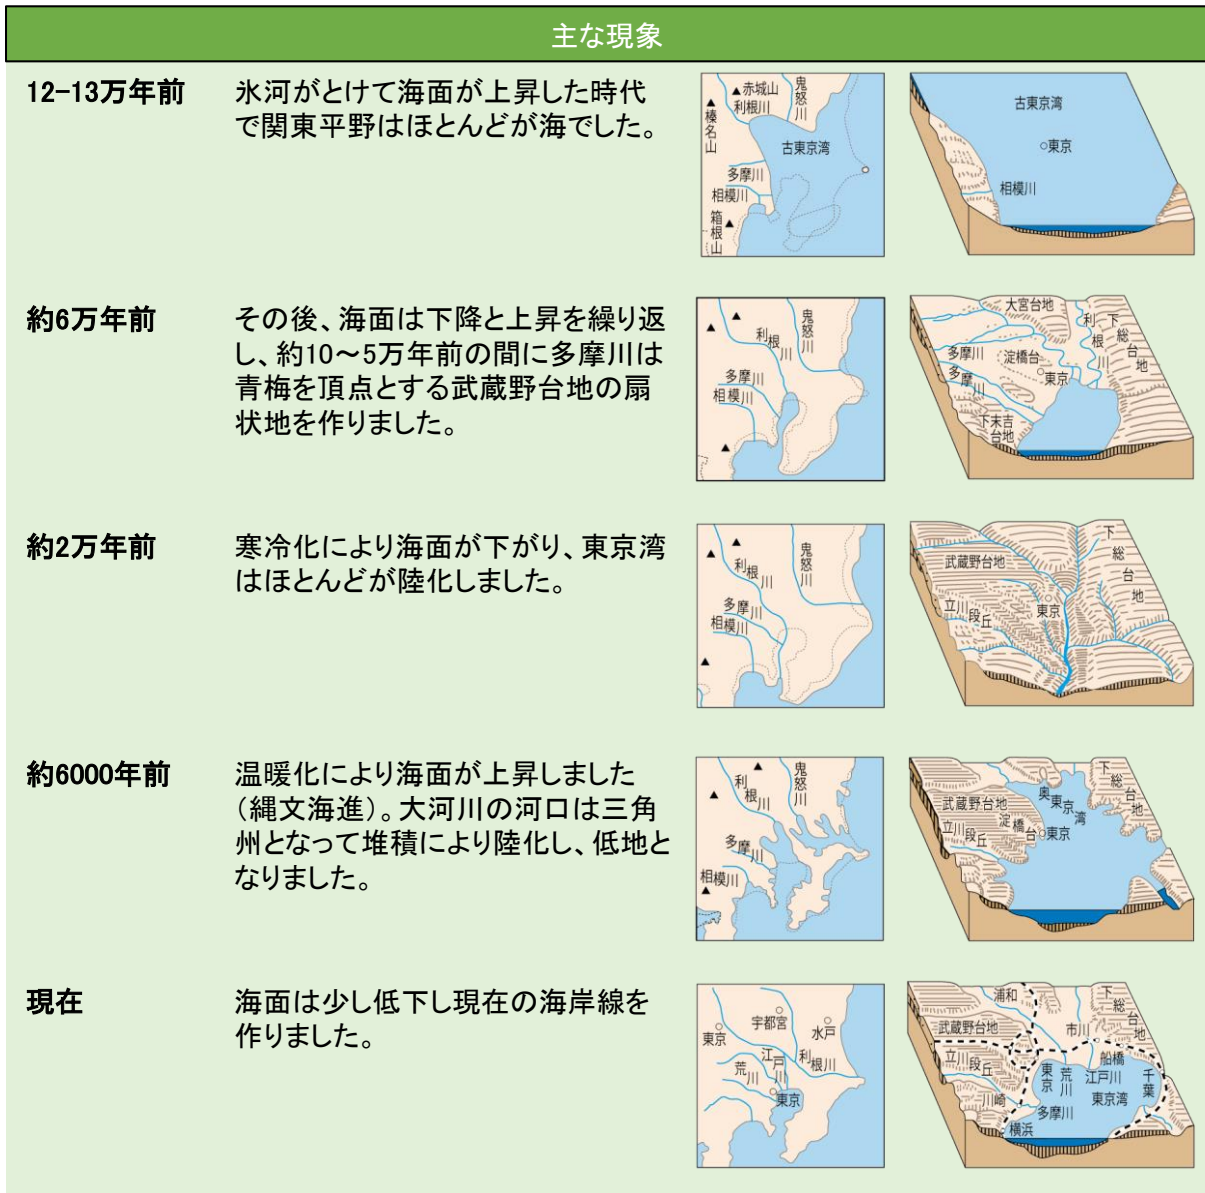 主な現象
12-13万年前
氷河がとけて海面が上昇した時代
で関東平野はほとんどが海でした。
赤城山
利根川
鬼怒川
榛名山
古東京湾
多摩川
相模川
箱根山
古東京湾
東京
相模川
約6万年前
その後、海面は下降と上昇を繰り返
し、約10～5万年前の間に多摩川は
青梅を頂点とする武蔵野台地の扇
状地を作りました。
利根川
鬼怒川
多摩川
相模川
大宮台地
利根川
下総台地
多摩川
淀橋台
東京
多摩川
下末吉
台地
約2万年前
寒冷化により海面が下がり、東京湾
はほとんどが陸化しました。
利根川
鬼怒川
多摩川
相模川
武蔵野台地
下総台地
立川段丘
東京
約6000年前
温暖化により海面が上昇しました
（縄文海進）。大河川の河口は三角
州となって堆積により陸化し、低地と
なりました。
利根川
鬼怒川
多摩川
相模川
下総台地
奥東京湾
武蔵野台地
立川段丘
淀橋台
東京
現在
海面は少し低下し現在の海岸線を
作りました。
東京
宇都宮
水戸
荒川
江戸川
利根川
東京
浦和
下総台地
武蔵野台地
市川
立川段丘
船橋
東京
荒川
江戸川
千葉
川崎
東京湾
多摩川
横浜